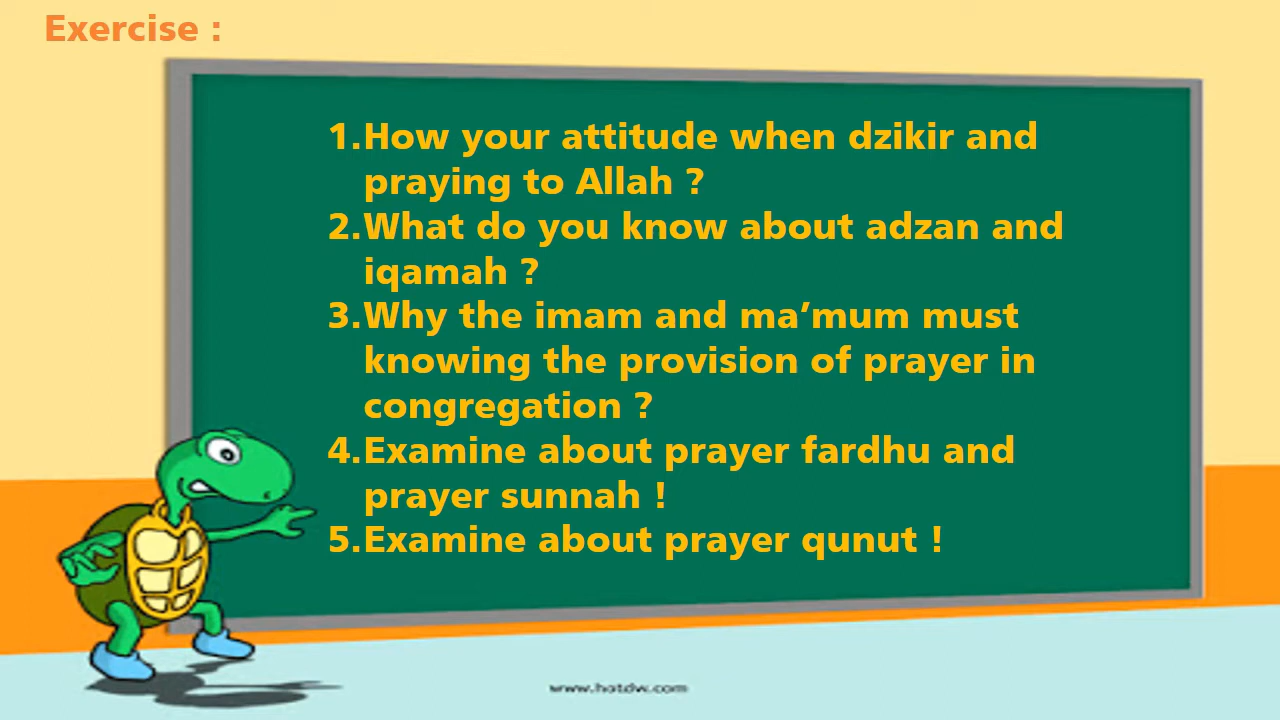 Exercise :
1.How your attitude when dzikir and
praying to Allah ?
2.What do you know about adzan and
iqamah ?
3.Why the imam and ma’mum must
knowing the provision of prayer in
congregation ?
4.Examine about prayer fardhu and
prayer sunnah !
5.Examine about prayer qunut !
www.hotdw.com